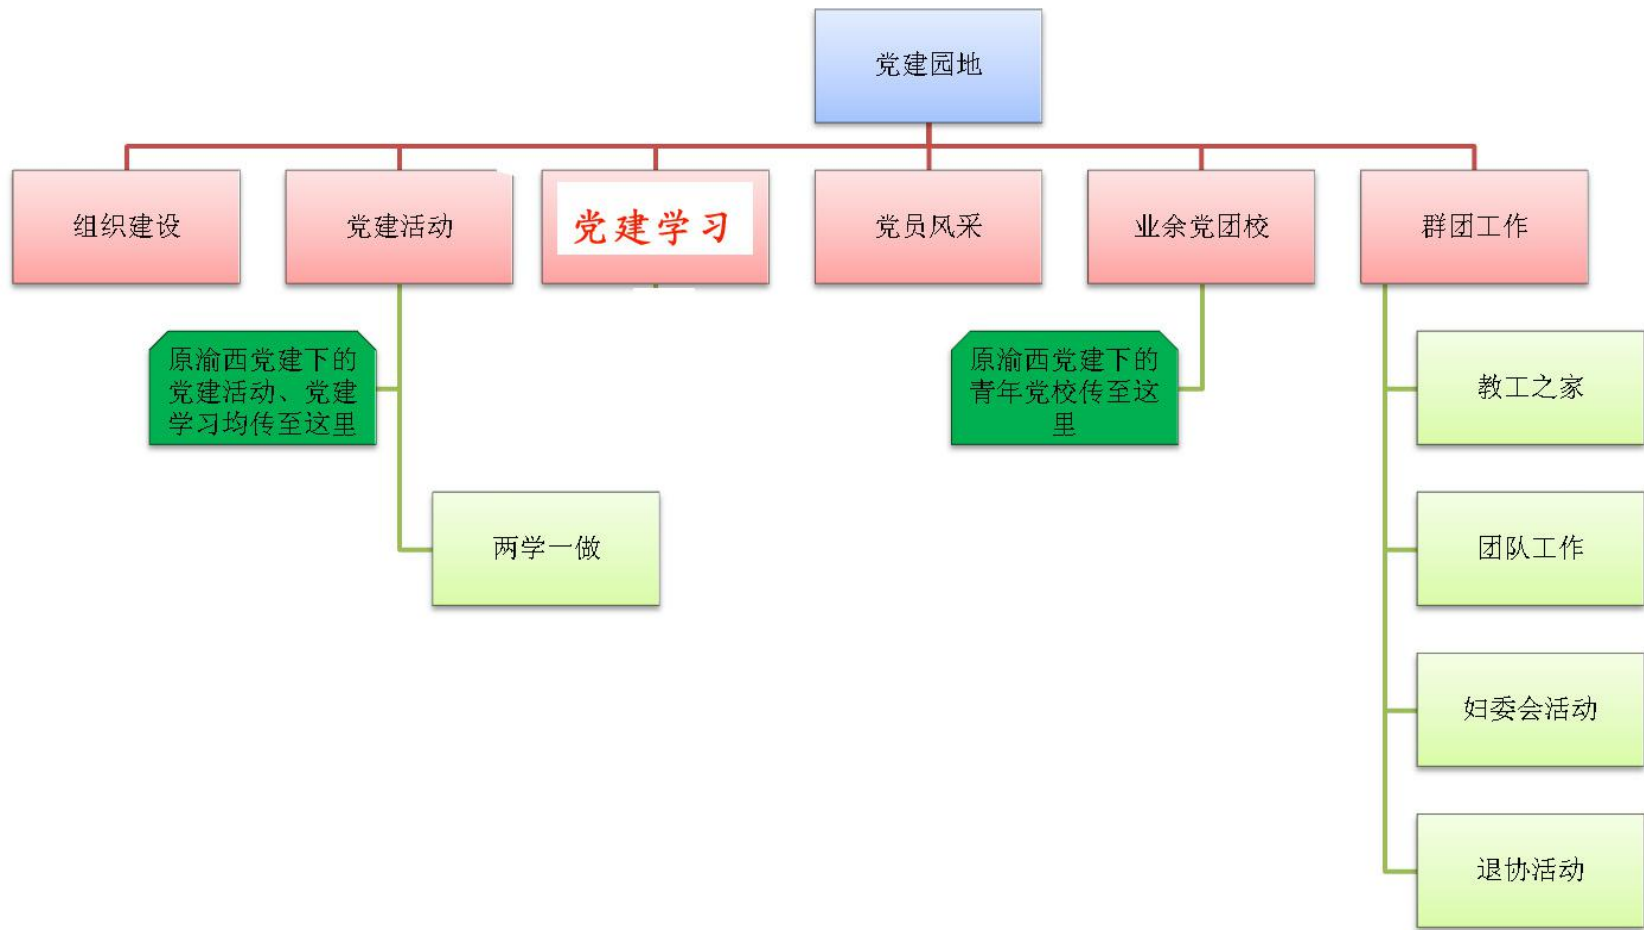 党建园地
组织建设
党建活动
党建学习
党员风采
业余党团校
群团工作
原渝西党建下的
党建活动、党建
学习均传至这里
原渝西党建下的
青年党校传至这
里
教工之家
两学一做
团队工作
妇委会活动
退协活动